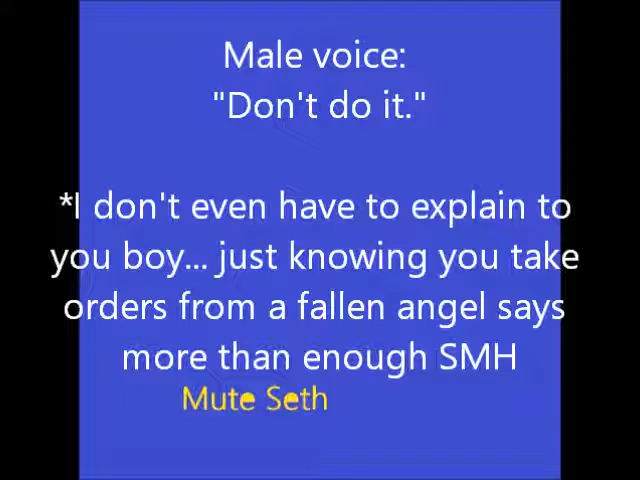 Male voice:
"Don't do it."
*I don't even have to explain to
you boy... just knowing you take
orders from a fallen angel says
more than enough SMH
Mute Seth